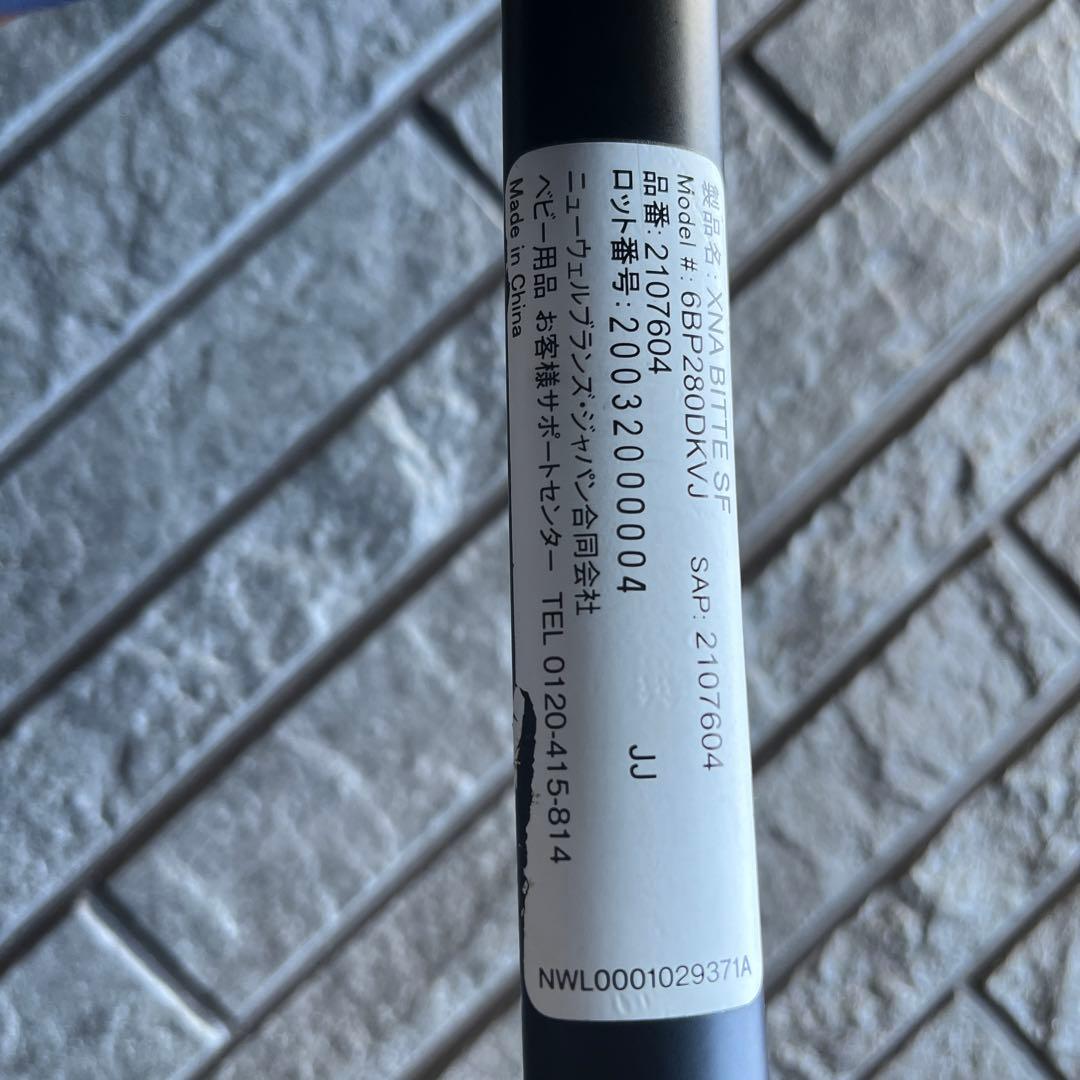 製品名：XNA BITTE SF
Model #: 6BP280DKVJ SAP: 2107604
品番: 2107604
ロット番号：2003200000004 JJ
ニューウェルブランズ・ジャパン合同会社
ベビー用品 お客様サポートセンター TEL 0120-415-814
Made in China
NWL0001029371A